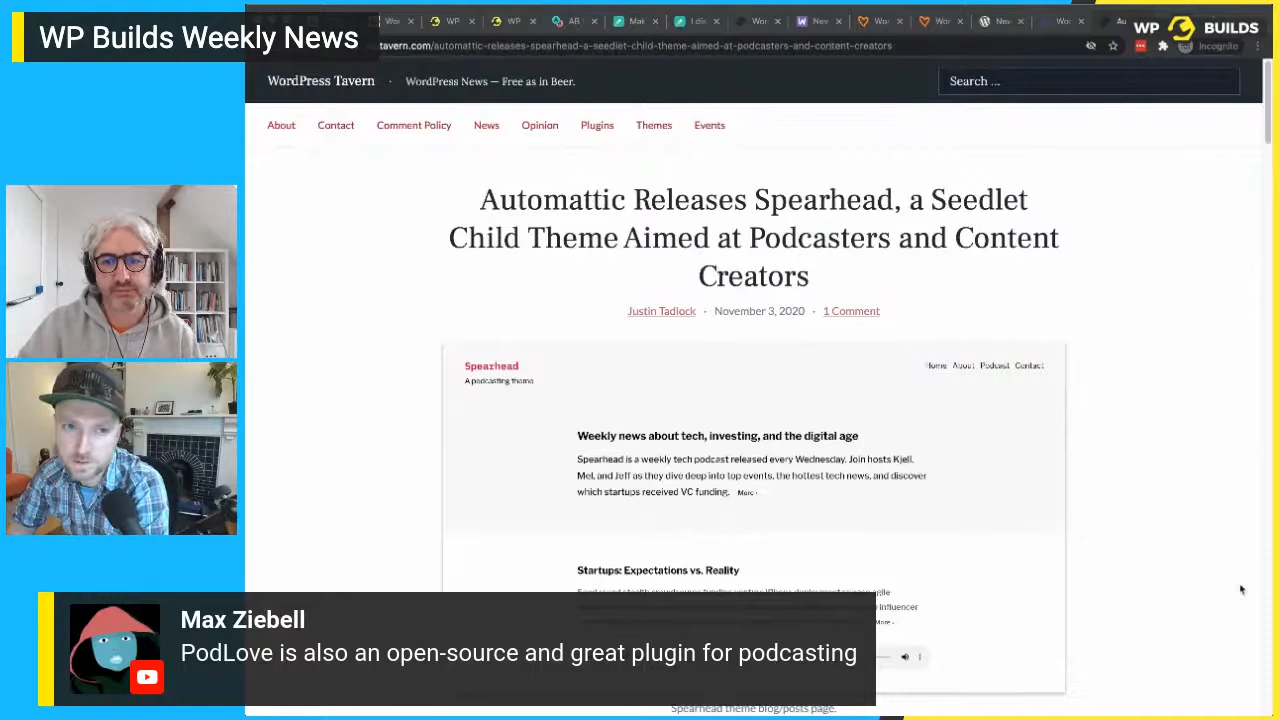 WP Builds Weekly News
WP BUILDS
tavern.com/automattic-releases-spearhead-a-seedlet-child-theme-aimed-at-podcasters-and-content-creators
Incognito
WordPress Tavern · WordPress News — Free as in Beer.
Search ...
About Contact Comment Policy News Opinion Plugins Themes Events
Automattic Releases Spearhead, a Seedlet
Child Theme Aimed at Podcasters and Content
Creators
Justin Tadlock · November 3, 2020 · 1 Comment
Spearhead
A podcasting theme
Home About Podcast Contact
Weekly news about tech, investing, and the digital age
Spearhead is a weekly tech podcast released every Wednesday. Join hosts Kjell,
Mel, and Jeff as they dive deep into top events, the hottest tech news, and discover
which startups received VC funding. More ›
Startups: Expectations vs. Reality
agile
influencer
More ›
Max Ziebell
PodLove is also an open-source and great plugin for podcasting
Spearhead theme blog/posts page.